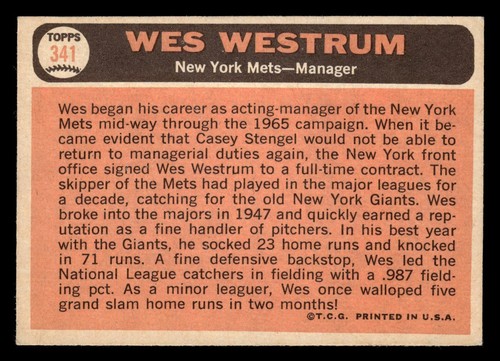 TOPPS
341
WES WESTRUM
New York Mets—Manager
Wes began his career as acting-manager of the New York
Mets mid-way through the 1965 campaign. When it be-
came evident that Casey Stengel would not be able to
return to managerial duties again, the New York front
office signed Wes Westrum to a full-time contract. The
skipper of the Mets had played in the major leagues for
a decade, catching for the old New York Giants. Wes
broke into the majors in 1947 and quickly earned a rep-
utation as a fine handler of pitchers. In his best year
with the Giants, he socked 23 home runs and knocked
in 71 runs. A fine defensive backstop, Wes led the
National League catchers in fielding with a .987 field-
ing pct. As a minor leaguer, Wes once walloped five
grand slam home runs in two months!
©T.C.G. PRINTED IN U.S.A.